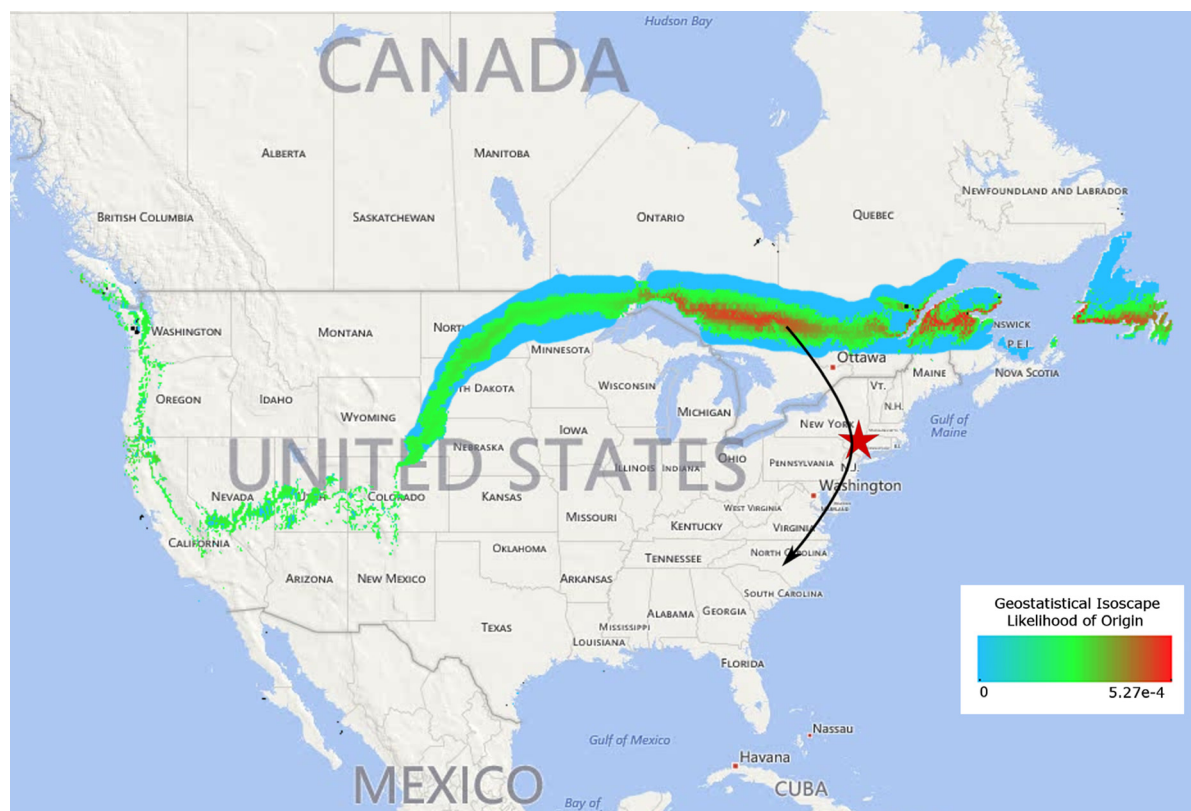 Hudson Bay
CANADA
ALBERTA
MANITOBA
NEWFOUNDLAND AND LABRADOR
BRITISH COLUMBIA
SASKATCHEWAN
ONTARIO
QUEBEC
WASHINGTON
MONTANA
NORT
NSWICK
P.E.I.
MINNESOTA
Ottawa
MAINE
NOVA SCOTIA
OREGON
IDAHO
TH DAKOTA
WISCONSIN
VT.
N.H.
WYOMING
MICHIGAN
NEW YORK
Gulf of
Maine
IOWA
NEBRASKA
UNITED STATES
OHIO
PENNSYLVANIA
N.J.
ILLINOIS
INDIANA
NEVADA
UTAH
COLORADO
KANSAS
Washington
WEST VIRGINIA
MISSOURI
KENTUCKY
VIRGINIA
CALIFORNIA
OKLAHOMA
TENNESSEE
NORTH CAROLINA
ARIZONA
NEW MEXICO
ARKANSAS
SOUTH CAROLINA
ALABAMA
GEORGIA
TEXAS
MISSISSIPPI
LOUISIANA
FLORIDA
Geostatistical Isoscape
Likelihood of Origin
0
5.27e-4
Nassau
Gulf of Mexico
Havana
MEXICO
CUBA
Bay of